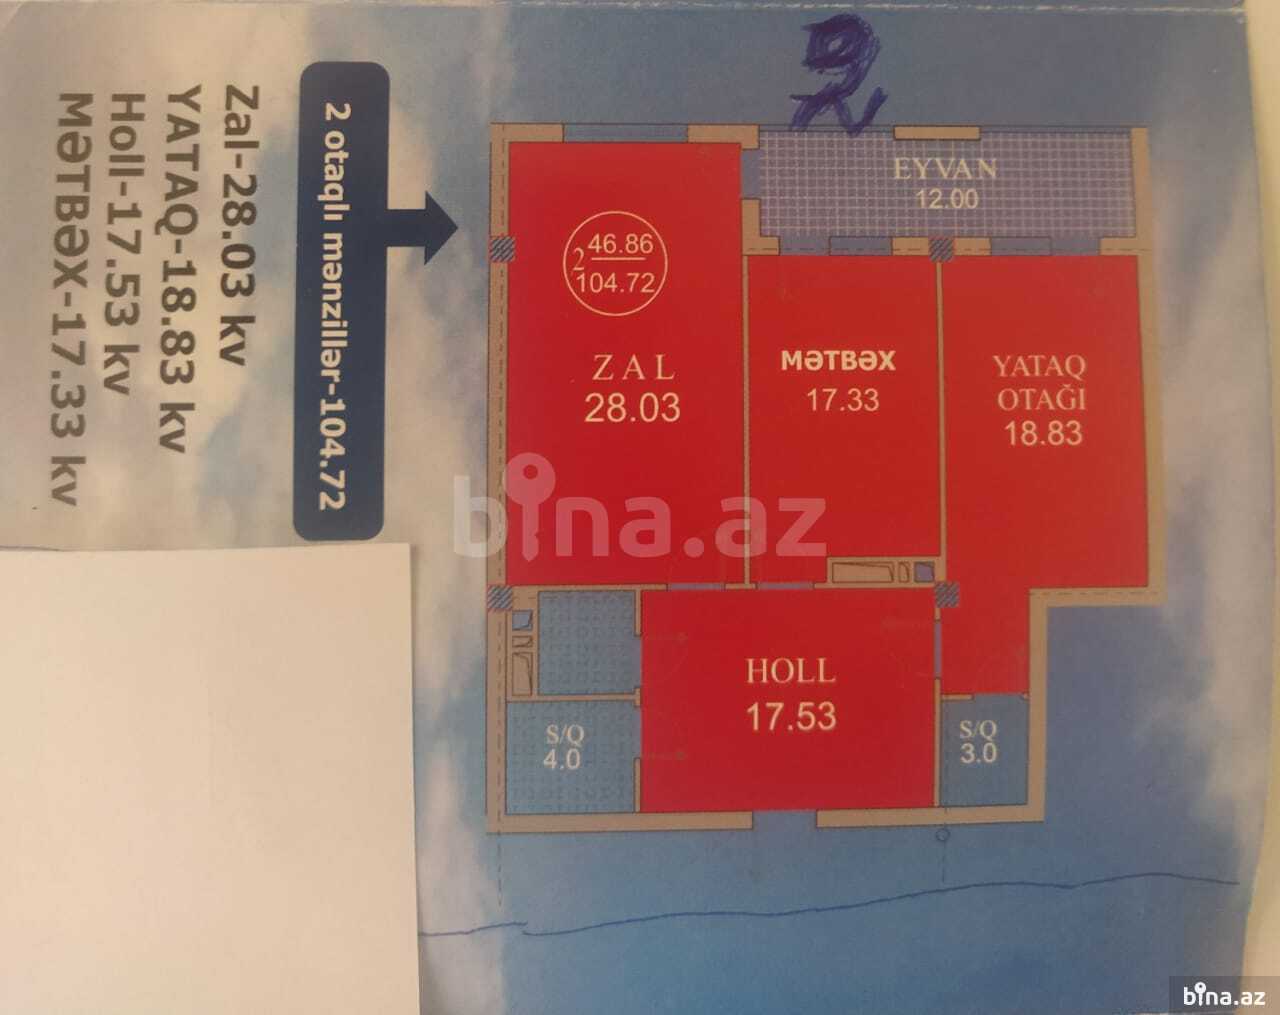 2 otaqlı mənzillər-104.72
Zal-28.03 kv
YATAQ-18.83 kv
Holl-17.53 kv
MƏTBƏX-17.33 kv
EYVAN
12.00
2 46.86
104.72
ZAL
28.03
MƏTBƏX
17.33
YATAQ
OTAĞI
18.83
bina.az
HOLL
17.53
S/Q
4.0
S/Q
3.0
bina.az